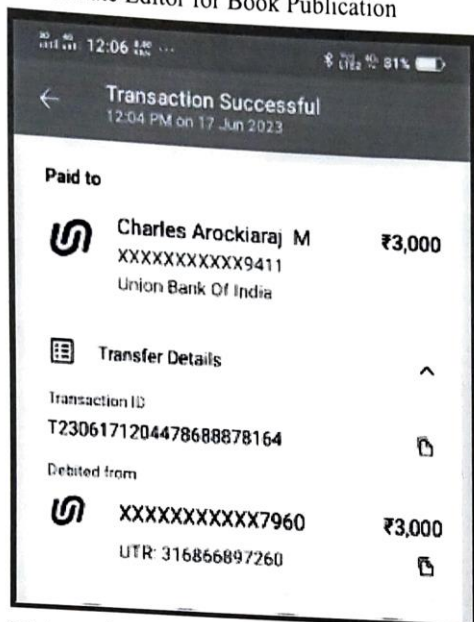 Editor for Book Publication
12:06
81%
Transaction Successful
12:04 PM on 17 Jun 2023
Paid to
Charles Arockiaraj M ₹3,000
XXXXXXXXXXX9411
Union Bank Of India
Transfer Details
Transaction ID
T2306171204478688878164
Debited from
XXXXXXXXXXX7960 ₹3,000
UTR: 316866897260